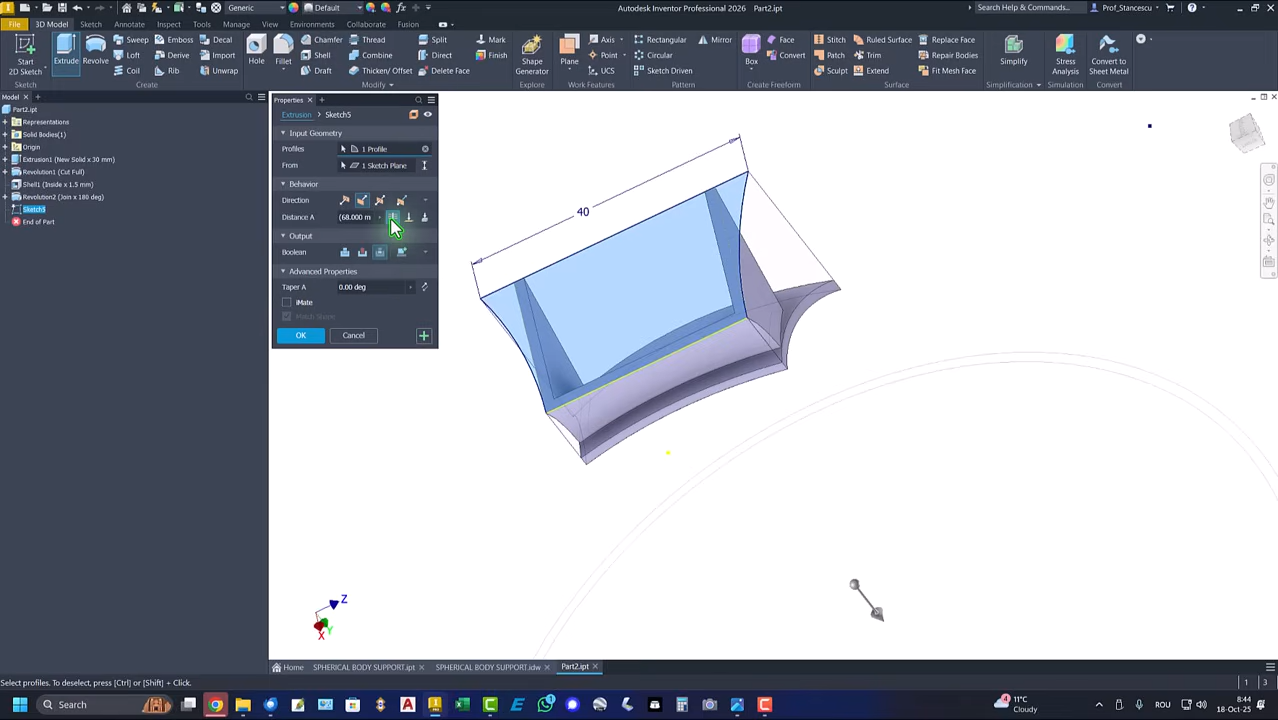 Generic Default Autodesk Inventor Professional 2026 Part2.ipt Search Help & Commands... Prof_Stancescu
File 3D Model Sketch Annotate Inspect Tools Manage View Environments Collaborate Fusion
Start 2D Sketch Extrude Revolve Sweep Emboss Decal Hole Fillet Chamfer Thread Split Mark Shape Generator Plane Axis Rectangular Mirror Box Face Stitch Ruled Surface Replace Face Simplify Stress Analysis Convert to Sheet Metal
Loft Derive Import Shell Combine Direct Finish Point Circular Convert Patch Trim Repair Bodies
Coil Rib Unwrap Draft Thicken/ Offset Delete Face UCS Sketch Driven Sculpt Extend Fit Mesh Face
Sketch Create Modify Explore Work Features Pattern Create Freeform Surface Simplification Simulation Convert
Model
Part2.ipt
Representations
Solid Bodies(1)
Origin
Extrusion1 (New Solid x 30 mm)
Revolution1 (Cut Full)
Shell1 (Inside x 1.5 mm)
Revolution2 (Join x 180 deg)
Sketch5
End of Part
Properties
Extrusion > Sketch5
Input Geometry
Profiles 1 Profile
From 1 Sketch Plane
Behavior
Direction
Distance A (68.000 m
Output
Boolean
Advanced Properties
Taper A 0.00 deg
iMate
Match Shape
OK Cancel
40
Z
Y
X
Home SPHERICAL BODY SUPPORT.ipt SPHERICAL BODY SUPPORT.idw Part2.ipt
Select profiles. To deselect, press [Ctrl] or [Shift] + Click. 1 3
Search 4 11°C Cloudy ROU 8:44 18-Oct-25